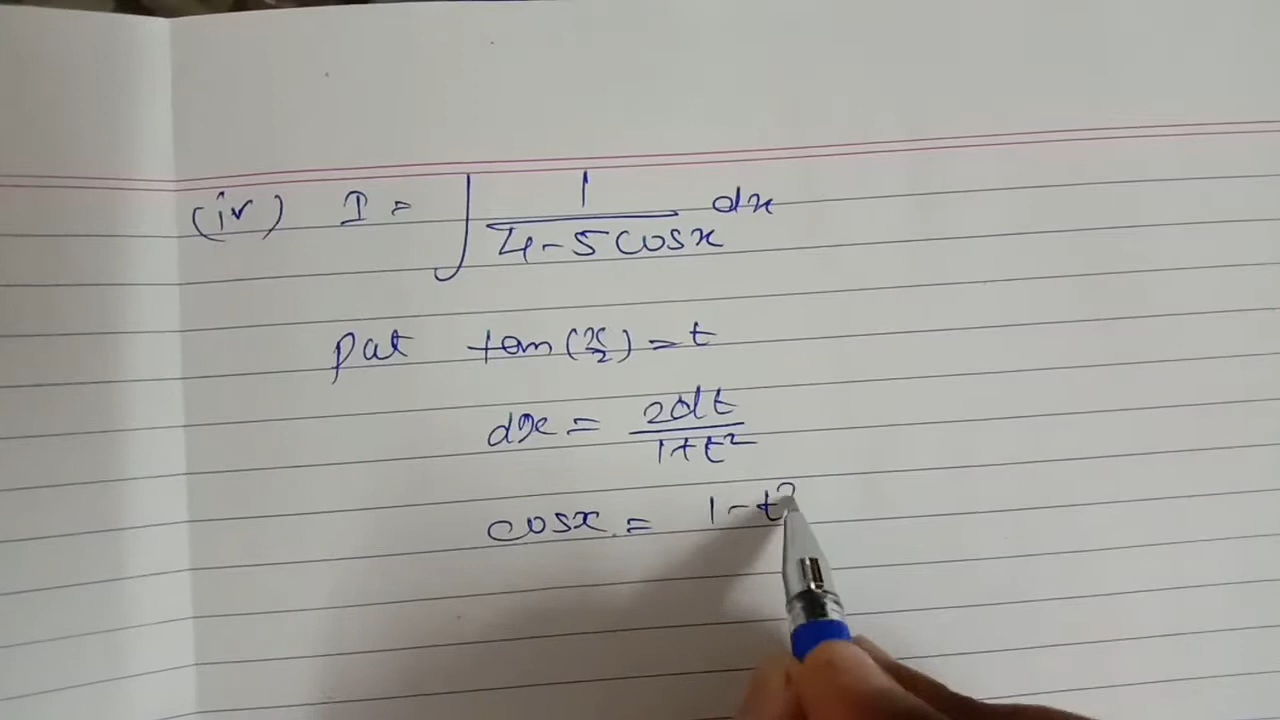 (iv) I = ∫ 1/(4-5cosx) dx
Put tan(x/2) = t
dx = 2dt/(1+t²)
cosx = 1-t²